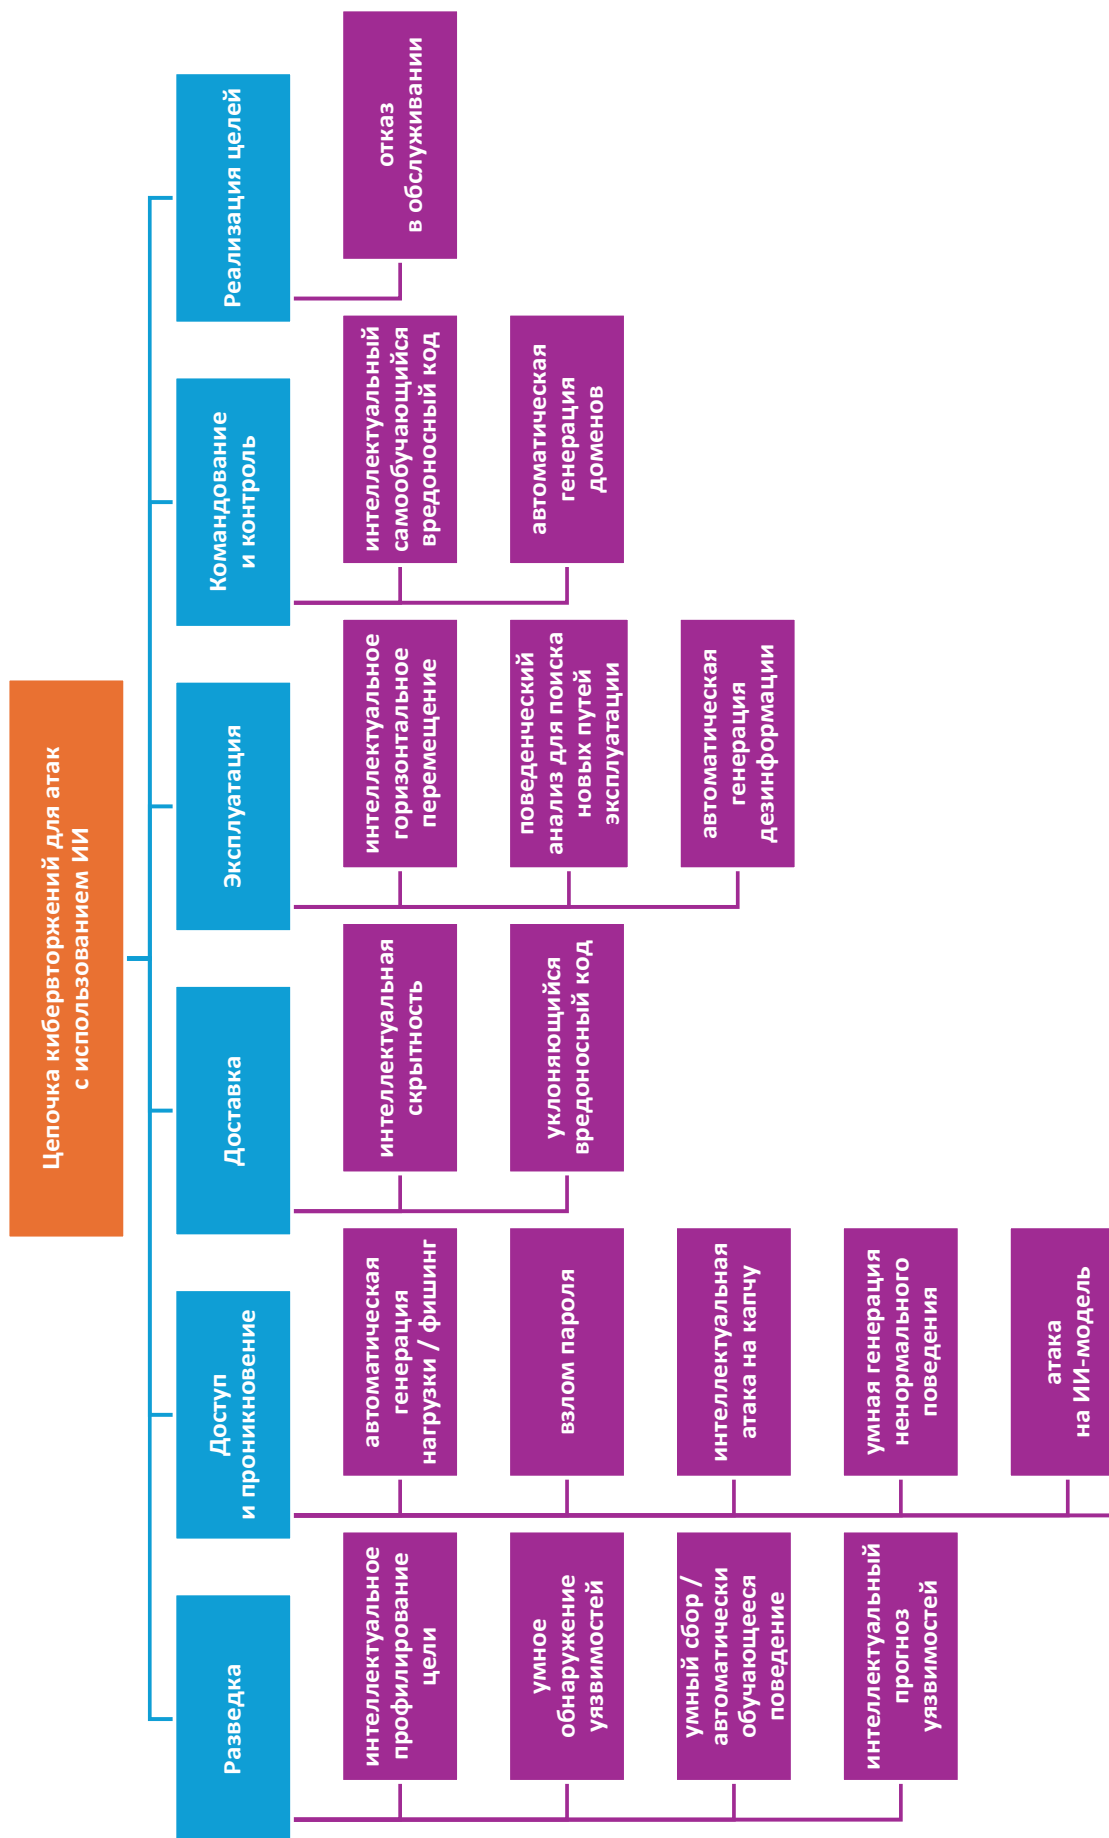 Цепочка кибервторжений для атак
с использованием ИИ
Разведка
интеллектуальное
профилирование
цели
умное
обнаружение
уязвимостей
умный сбор /
автоматически
обучающееся
поведение
интеллектуальный
прогноз
уязвимостей
Доступ
и проникновение
автоматическая
генерация
нагрузки / фишинг
взлом пароля
интеллектуальная
атака на капчу
умная генерация
ненормального
поведения
атака
на ИИ-модель
Доставка
интеллектуальная
скрытность
уклоняющийся
вредоносный код
Эксплуатация
интеллектуальное
горизонтальное
перемещение
поведенческий
анализ для поиска
новых путей
эксплуатации
автоматическая
генерация
дезинформации
Командование
и контроль
интеллектуальный
самообучающийся
вредоносный код
автоматическая
генерация
доменов
Реализация целей
отказ
в обслуживании